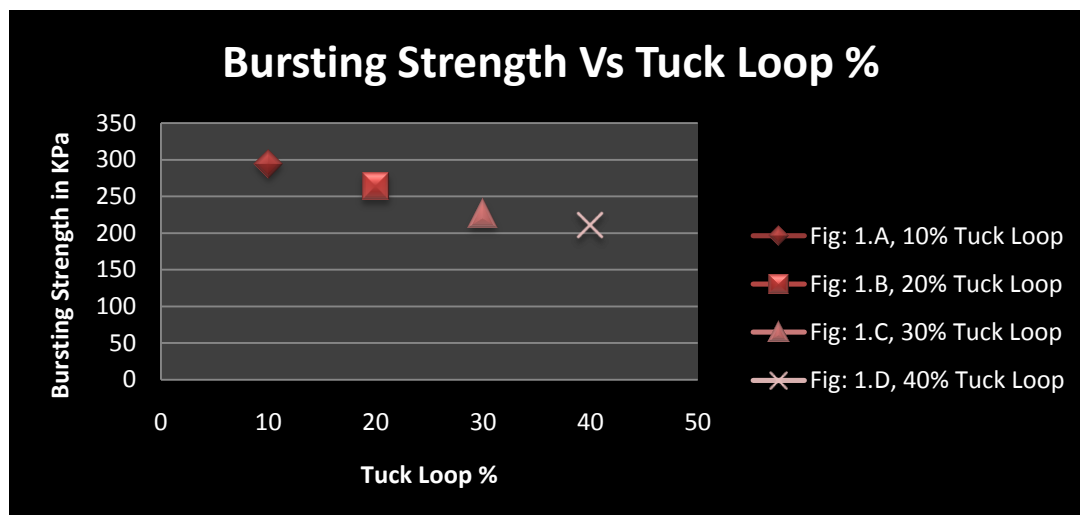 Bursting Strength Vs Tuck Loop %
Bursting Strength in KPa
350
300
250
200
150
100
50
0
0 10 20 30 40 50
Tuck Loop %
Fig: 1.A, 10% Tuck Loop
Fig: 1.B, 20% Tuck Loop
Fig: 1.C, 30% Tuck Loop
Fig: 1.D, 40% Tuck Loop